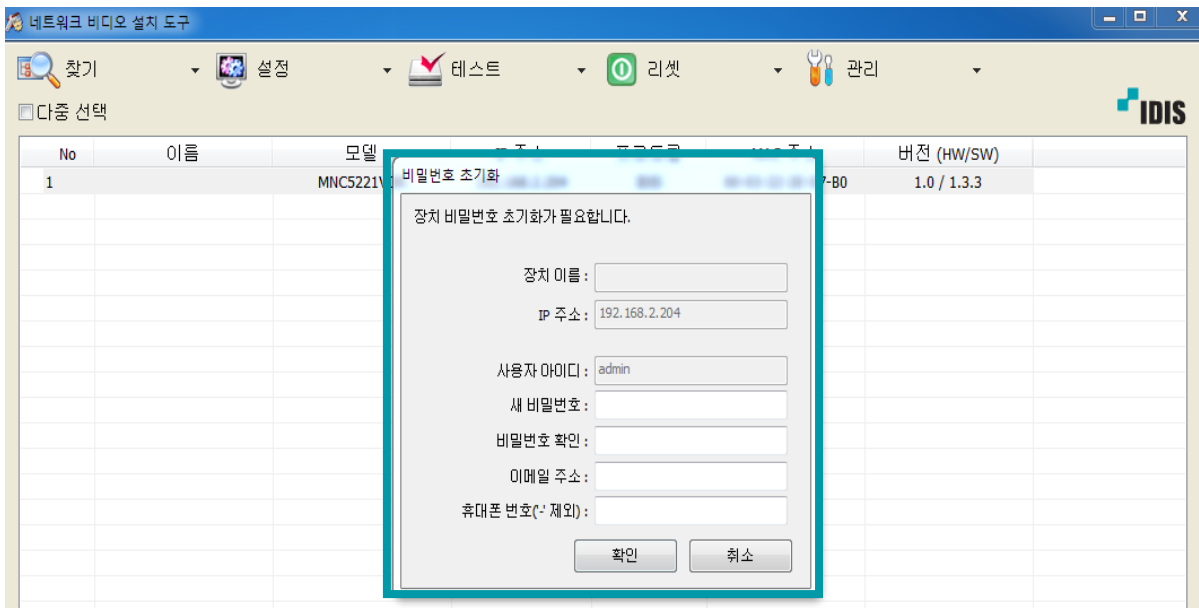 네트워크 비디오 설치 도구
찾기 설정 테스트 리셋 관리
다중 선택
IDIS
No 이름 모델 버전 (HW/SW)
1 MNC5221 7-B0 1.0 / 1.3.3
비밀번호 초기화
장치 비밀번호 초기화가 필요합니다.
장치 이름 :
IP 주소 : 192.168.2.204
사용자 아이디 : admin
새 비밀번호 :
비밀번호 확인 :
이메일 주소 :
휴대폰 번호('-' 제외) :
확인 취소